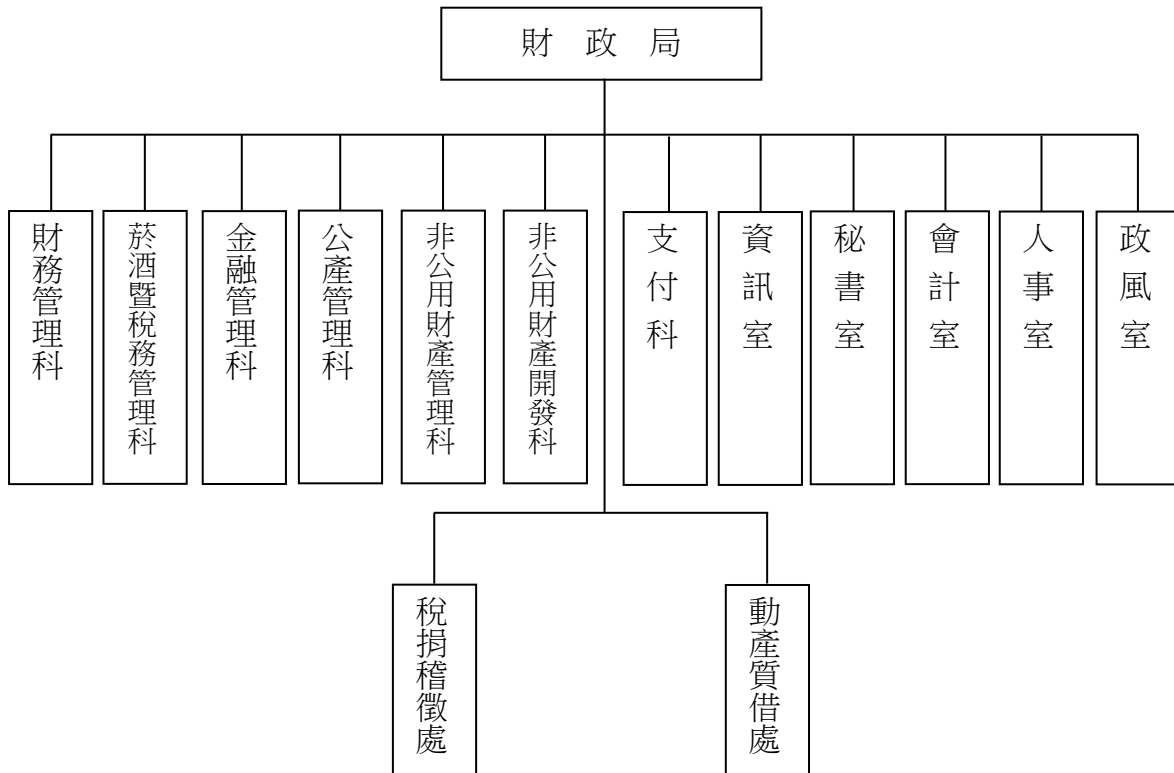 財政局
財務管理科
菸酒暨稅務管理科
金融管理科
公產管理科
非公用財產管理科
非公用財產開發科
支付科
資訊室
秘書室
會計室
人事室
政風室
稅捐稽徵處
動產質借處